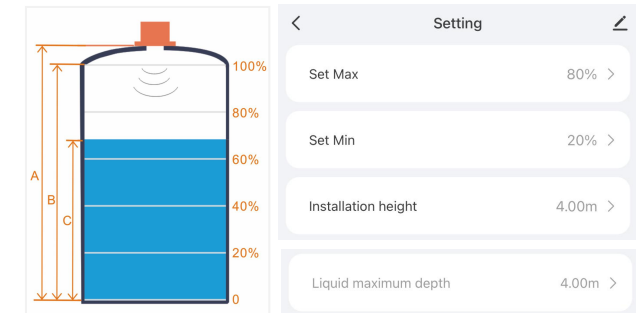 100%
80%
60%
40%
20%
0
A
B
C
Setting
Set Max 80%
Set Min 20%
Installation height 4.00m
Liquid maximum depth 4.00m